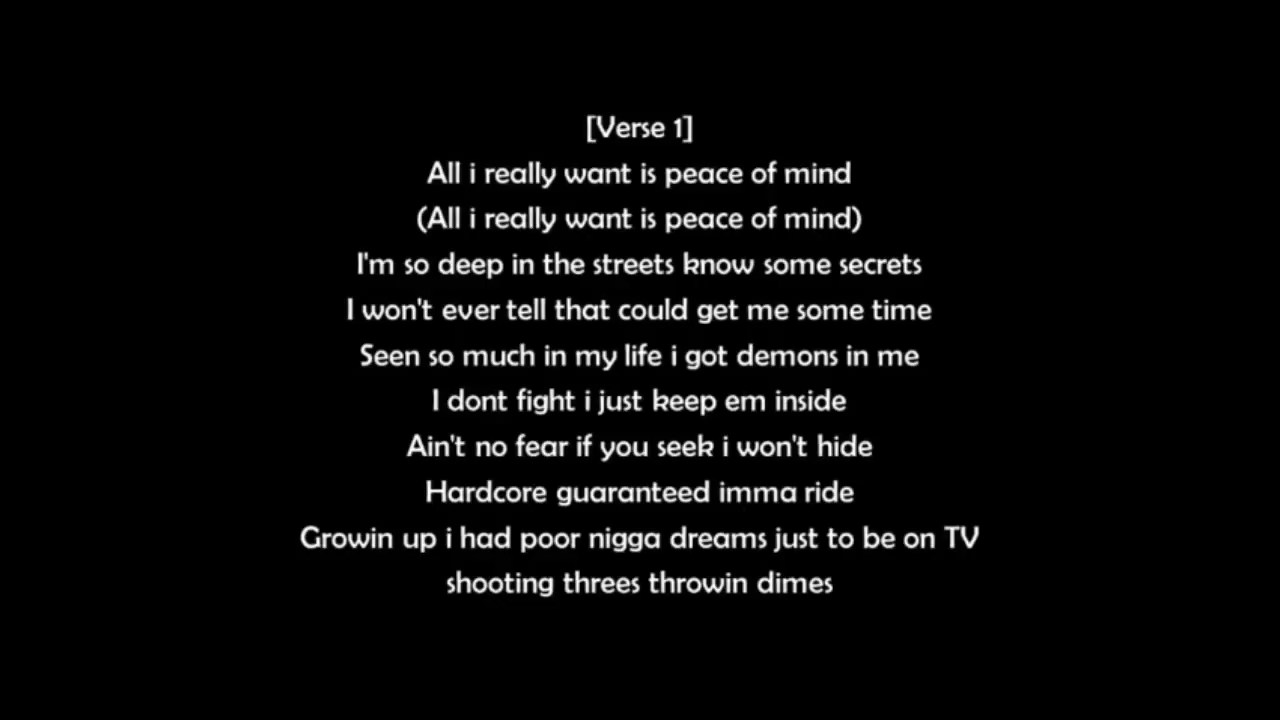 [Verse 1]
All i really want is peace of mind
(All i really want is peace of mind)
I'm so deep in the streets know some secrets
I won't ever tell that could get me some time
Seen so much in my life i got demons in me
I dont fight i just keep em inside
Ain't no fear if you seek i won't hide
Hardcore guaranteed imma ride
Growin up i had poor nigga dreams just to be on TV
shooting threes throwin dimes